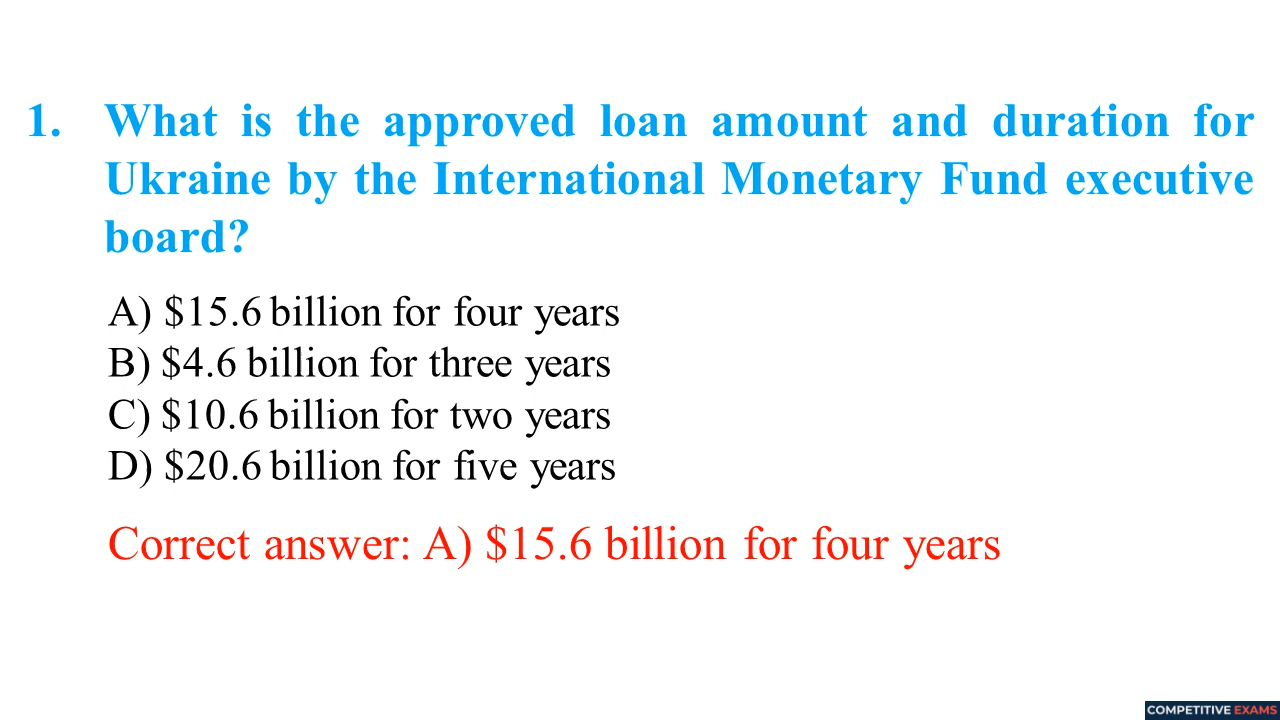 1. What is the approved loan amount and duration for
Ukraine by the International Monetary Fund executive
board?
A) $15.6 billion for four years
B) $4.6 billion for three years
C) $10.6 billion for two years
D) $20.6 billion for five years
Correct answer: A) $15.6 billion for four years
COMPETITIVE EXAMS